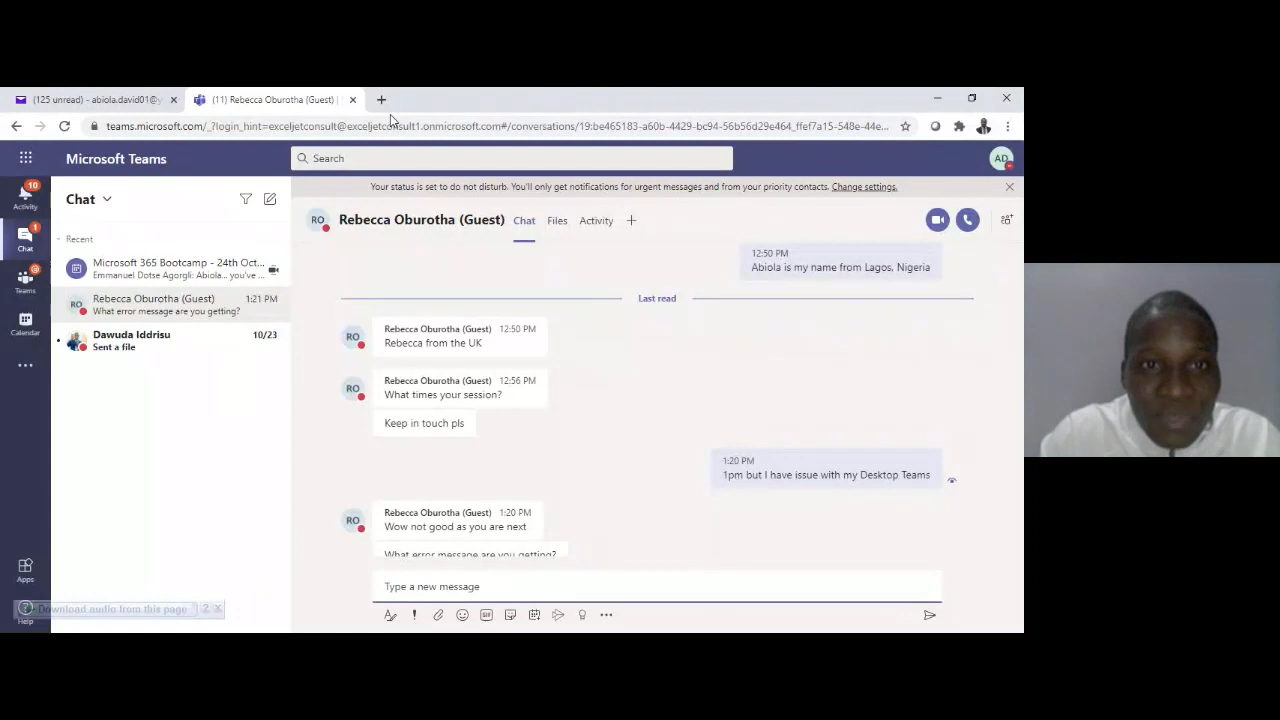 (125 unread) - abiola.david01@y
(11) Rebecca Oburotha (Guest) |
teams.microsoft.com/_?login_hint=exceljetconsult@exceljetconsult1.onmicrosoft.com#/conversations/19:be465183-a60b-4429-bc94-56b56d29e464_ffef7a15-548e-44e...
Microsoft Teams
Search
AD
Your status is set to do not disturb. You'll only get notifications for urgent messages and from your priority contacts. Change settings.
10
Activity
1
Chat
Teams
Calendar
Apps
Help
Chat
Recent
Microsoft 365 Bootcamp - 24th Oct...
Emmanuel Dotse Agorgli: Abiola... you've ...
RO
Rebecca Oburotha (Guest) 1:21 PM
What error message are you getting?
Dawuda Iddrisu 10/23
Sent a file
Download audio from this page ? x
RO
Rebecca Oburotha (Guest) Chat Files Activity
12:50 PM
Abiola is my name from Lagos, Nigeria
Last read
RO
Rebecca Oburotha (Guest) 12:50 PM
Rebecca from the UK
RO
Rebecca Oburotha (Guest) 12:56 PM
What times your session?
Keep in touch pls
1:20 PM
1pm but I have issue with my Desktop Teams
RO
Rebecca Oburotha (Guest) 1:20 PM
Wow not good as you are next
What error message are you getting?
Type a new message
GIF